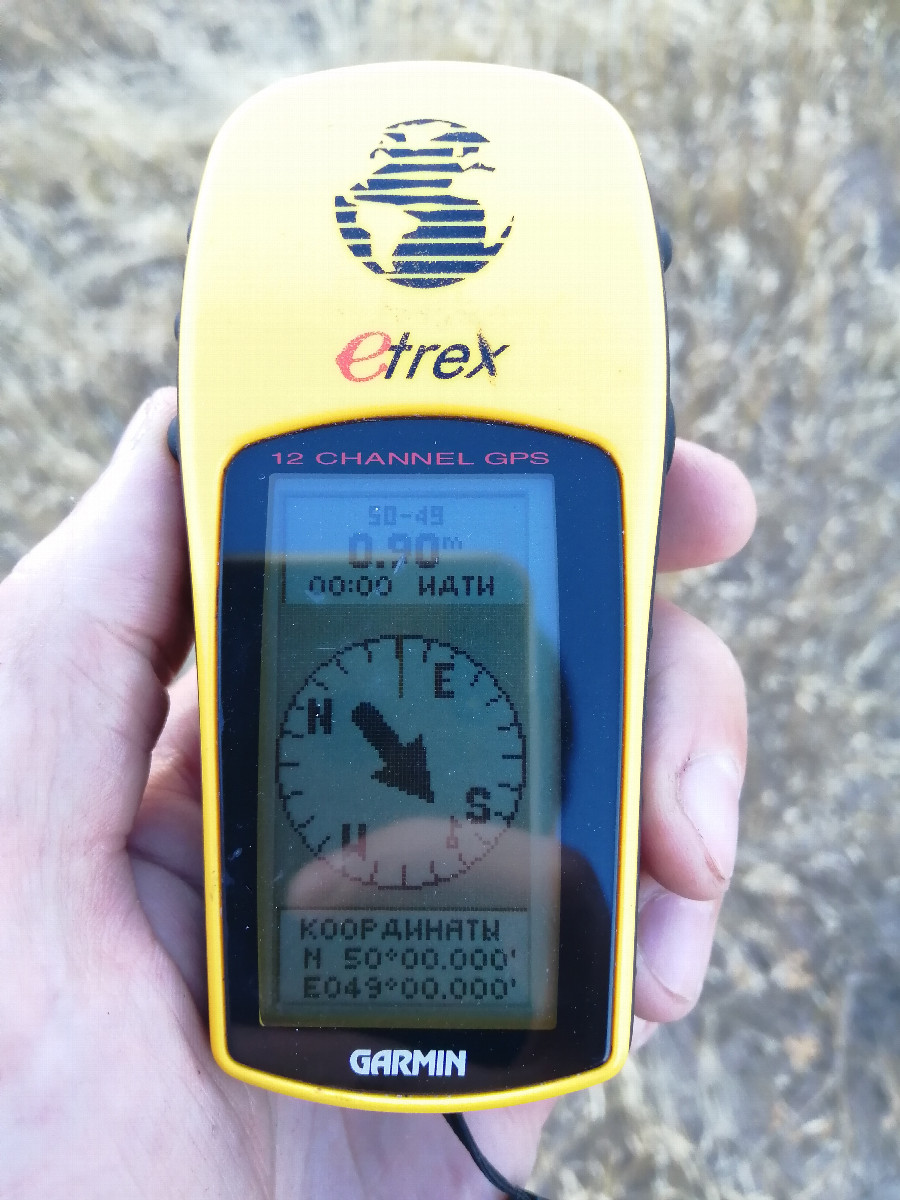 etrex
12 CHANNEL GPS
50-49
0.90m
00:00 ИДТИ
E
N
S
W
КООРДИНАТЫ
N 50°00.000'
E049°00.000'
GARMIN